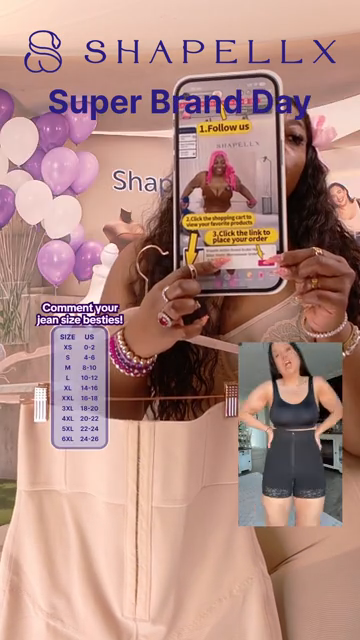 SHAPELLX
Super Brand Day
1.Follow us
SHAPELLX
2.Click the shopping cart to
view your favorite products
3.Click the link to
place your order
Shap
Comment your
jean size besties!
SIZE US
XS 0-2
S 4-6
M 8-10
L 10-12
XL 14-16
XXL 16-18
3XL 18-20
4XL 20-22
5XL 22-24
6XL 24-26